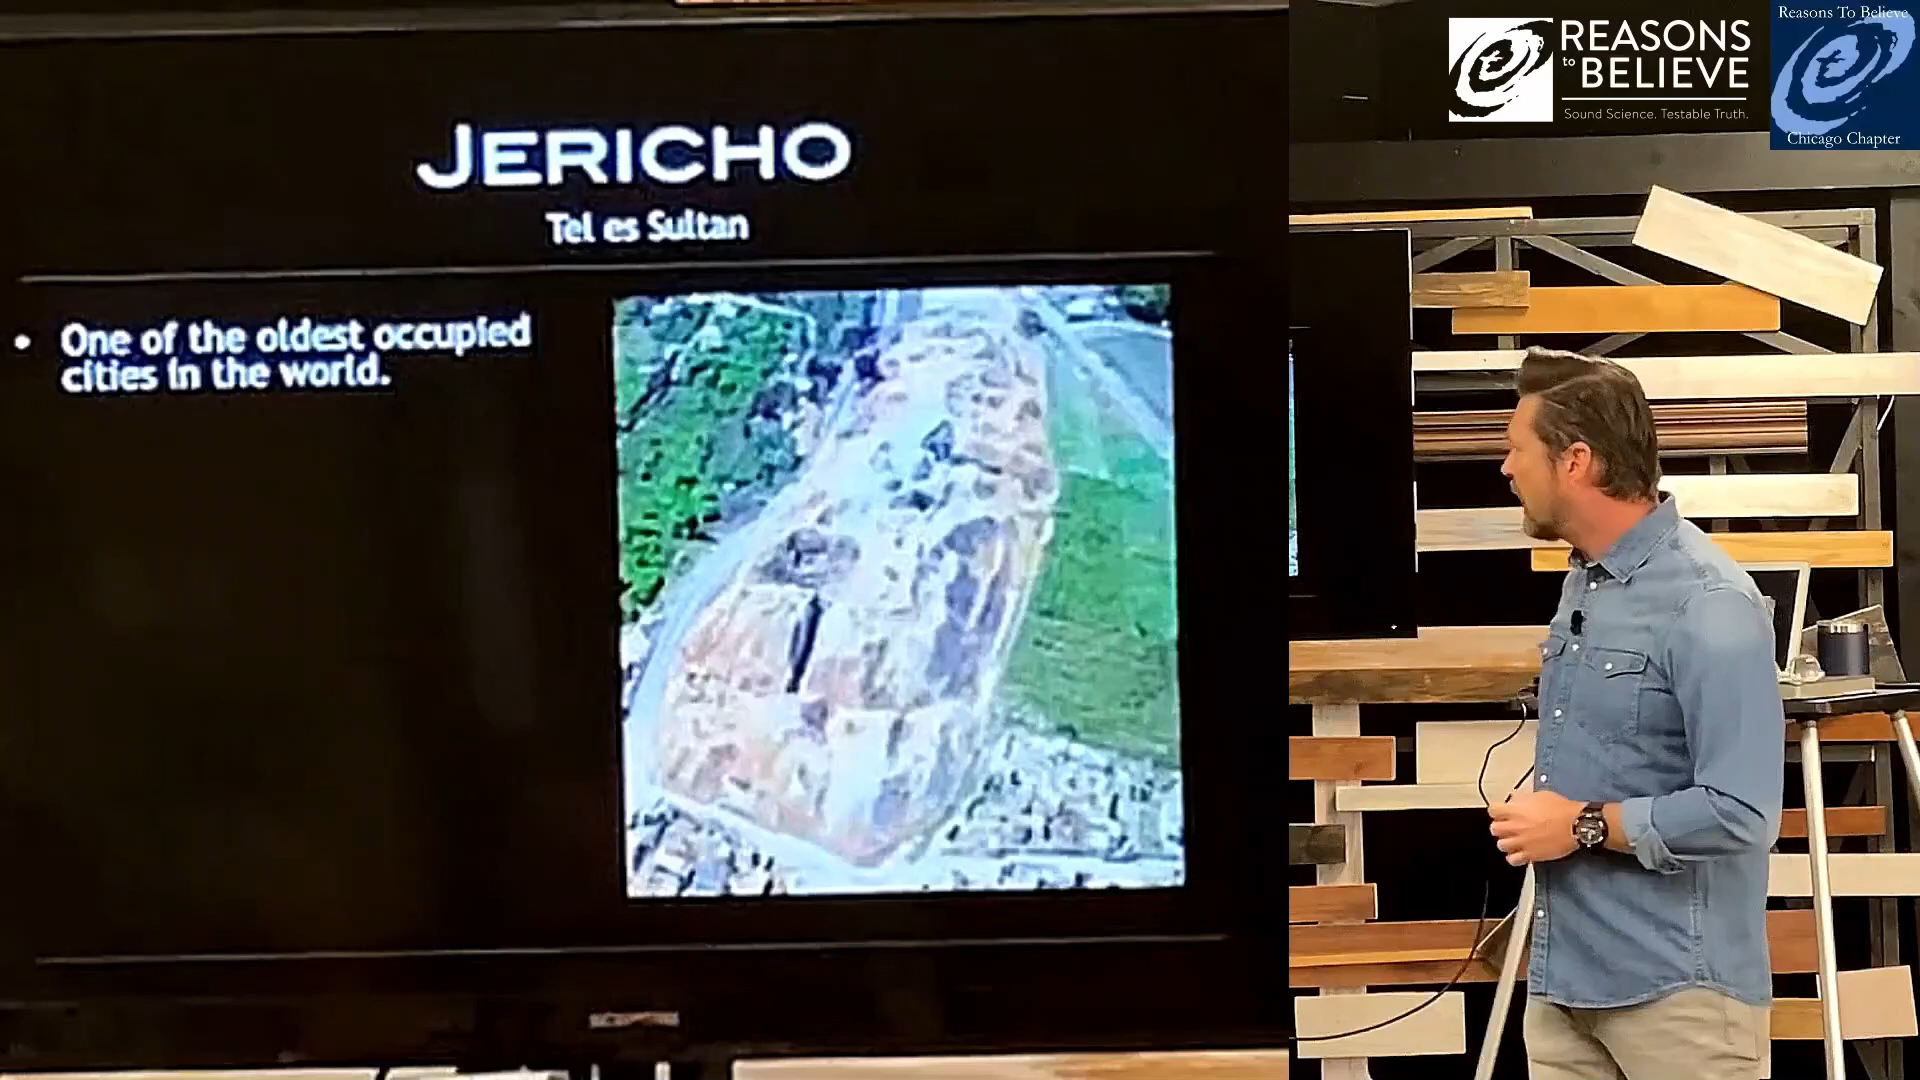 JERICHO
Tel es Sultan
• One of the oldest occupied
cities in the world.
REASONS
to BELIEVE
Sound Science. Testable Truth.
Reasons To Believe
Chicago Chapter